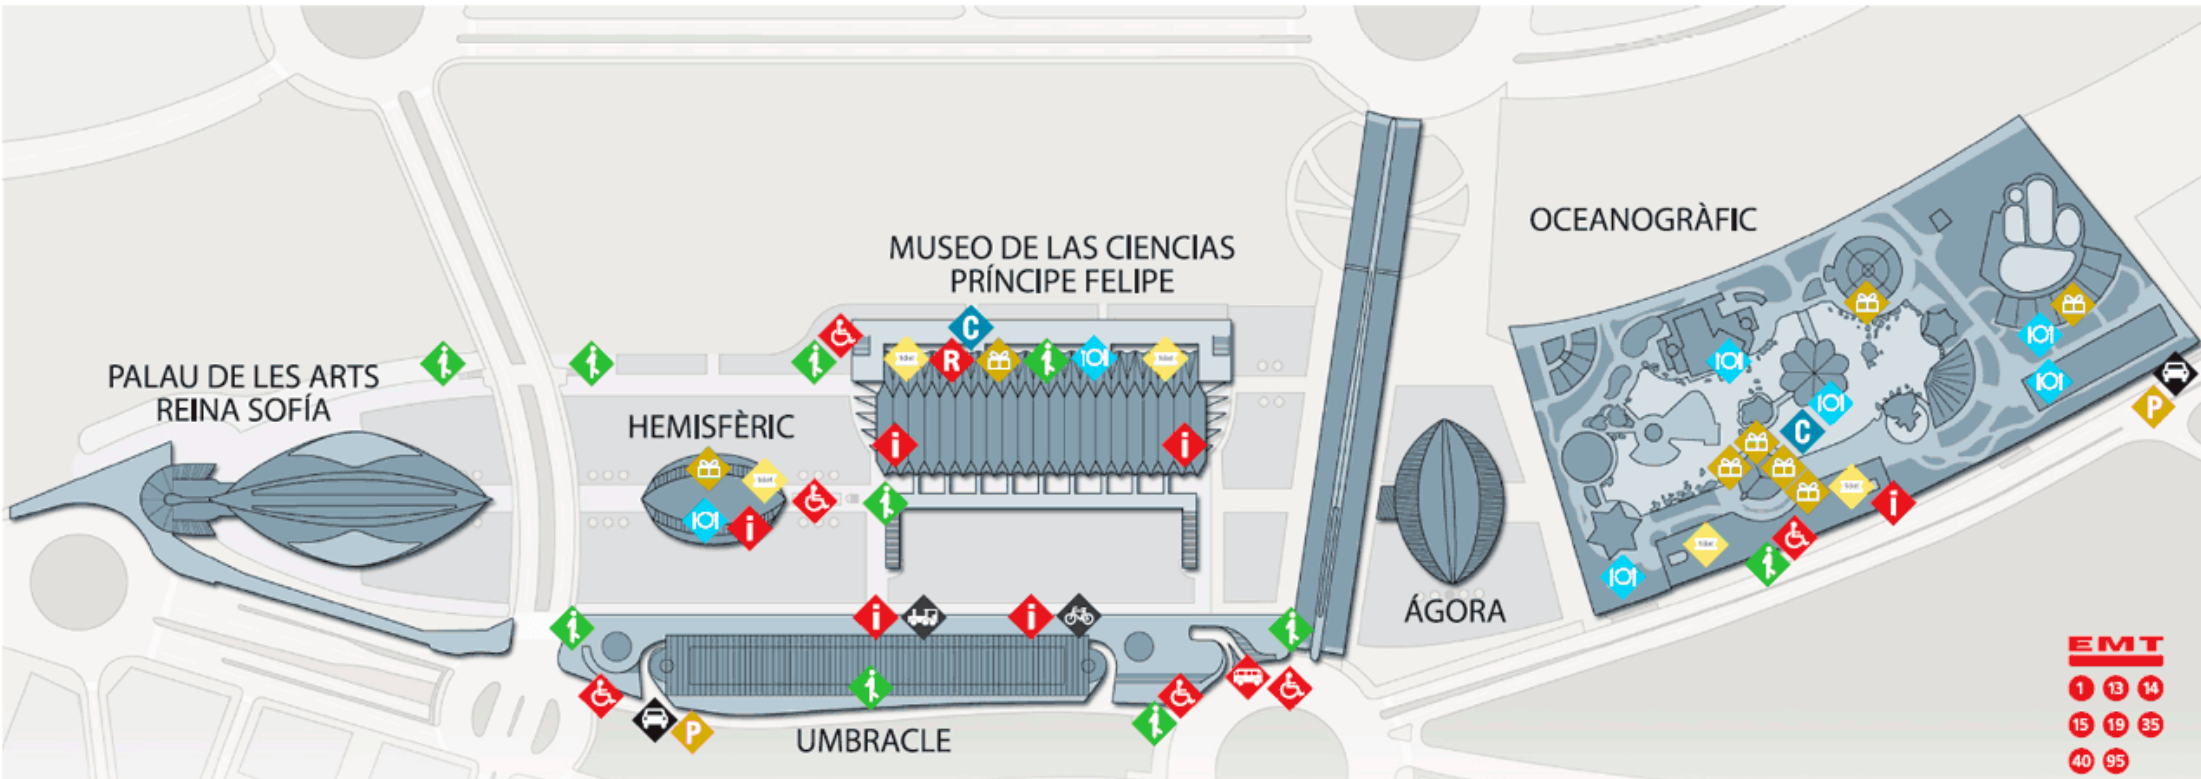 OCEANOGRÀFIC
MUSEO DE LAS CIENCIAS
PRÍNCIPE FELIPE
C
R
PALAU DE LES ARTS
REINA SOFÍA
HEMISFÈRIC
P
C
i
i
i
i
i
i
ÁGORA
P
UMBRACLE
EMT
1 13 14
15 19 35
40 95